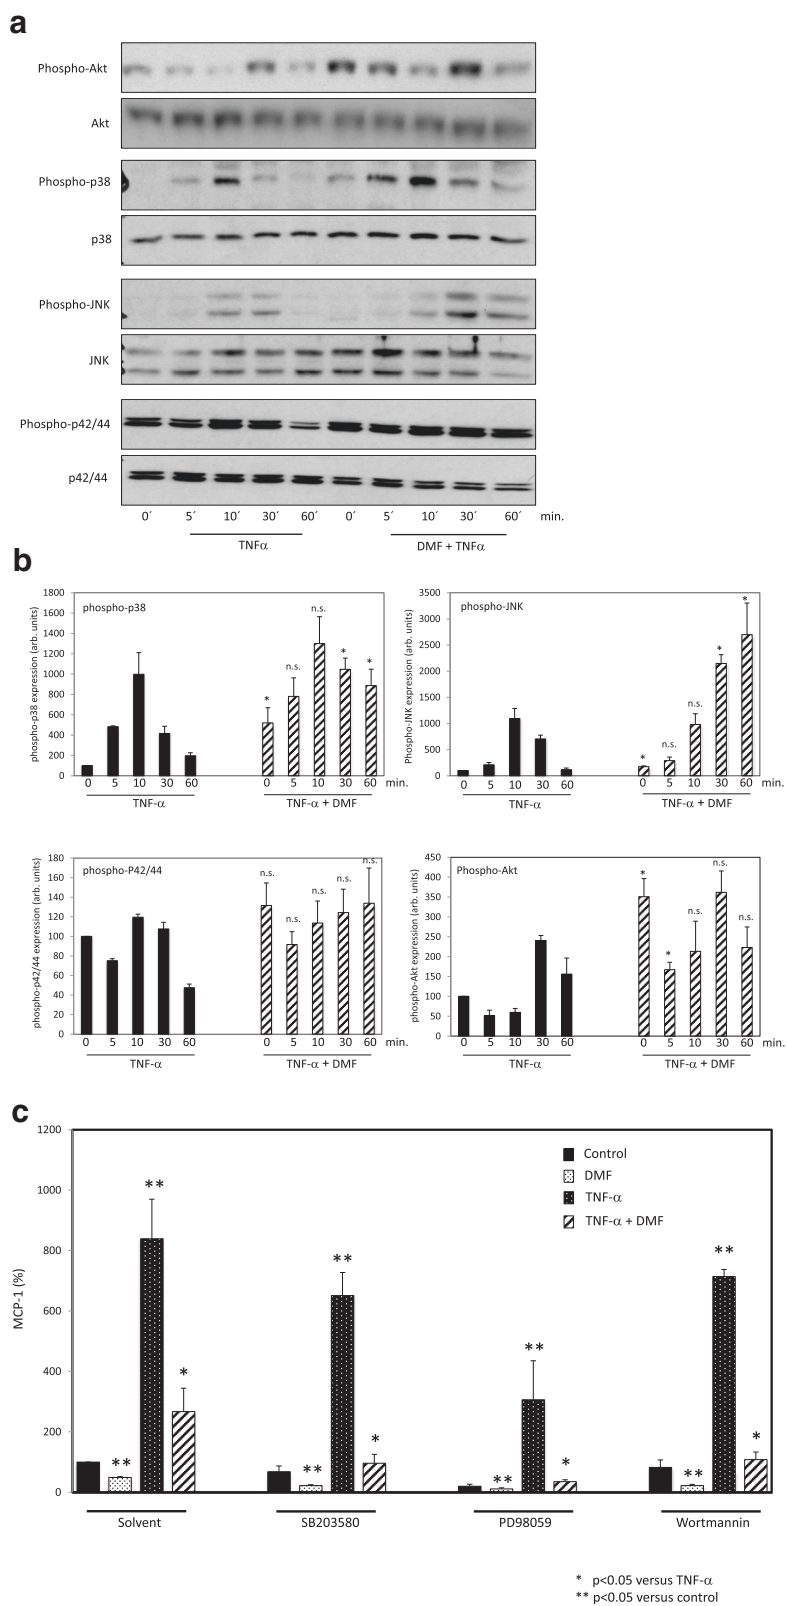 a
Phospho-Akt
Akt
Phospho-p38
p38
Phospho-JNK
JNK
Phospho-p42/44
p42/44
0´ 5´ 10´ 30´ 60´ 0´ 5´ 10´ 30´ 60´ min.
TNFα DMF + TNFα
b
phospho-p38 expression (arb. units)
1800
1600
1400
1200
1000
800
600
400
200
0
phospho-p38
* n.s. n.s. * *
0 5 10 30 60 0 5 10 30 60 min.
TNF-α TNF-α + DMF
Phospho-JNK expression (arb. units)
3500
3000
2500
2000
1500
1000
500
0
phospho-JNK
* n.s. n.s. * *
0 5 10 30 60 0 5 10 30 60 min.
TNF-α TNF-α + DMF
phospho-p42/44 expression (arb. units)
180
160
140
120
100
80
60
40
20
0
phospho-P42/44
n.s. n.s. n.s. n.s. n.s.
0 5 10 30 60 0 5 10 30 60 min.
TNF-α TNF-α + DMF
phospho-Akt expression (arb. units)
450
400
350
300
250
200
150
100
50
0
Phospho-Akt
* * n.s. n.s. n.s.
0 5 10 30 60 0 5 10 30 60 min.
TNF-α TNF-α + DMF
c
MCP-1 (%)
1200
1000
800
600
400
200
0
Control
DMF
TNF-α
TNF-α + DMF
** ** *
** ** *
** ** *
** ** *
Solvent SB203580 PD98059 Wortmannin
* p<0.05 versus TNF-α
** p<0.05 versus control